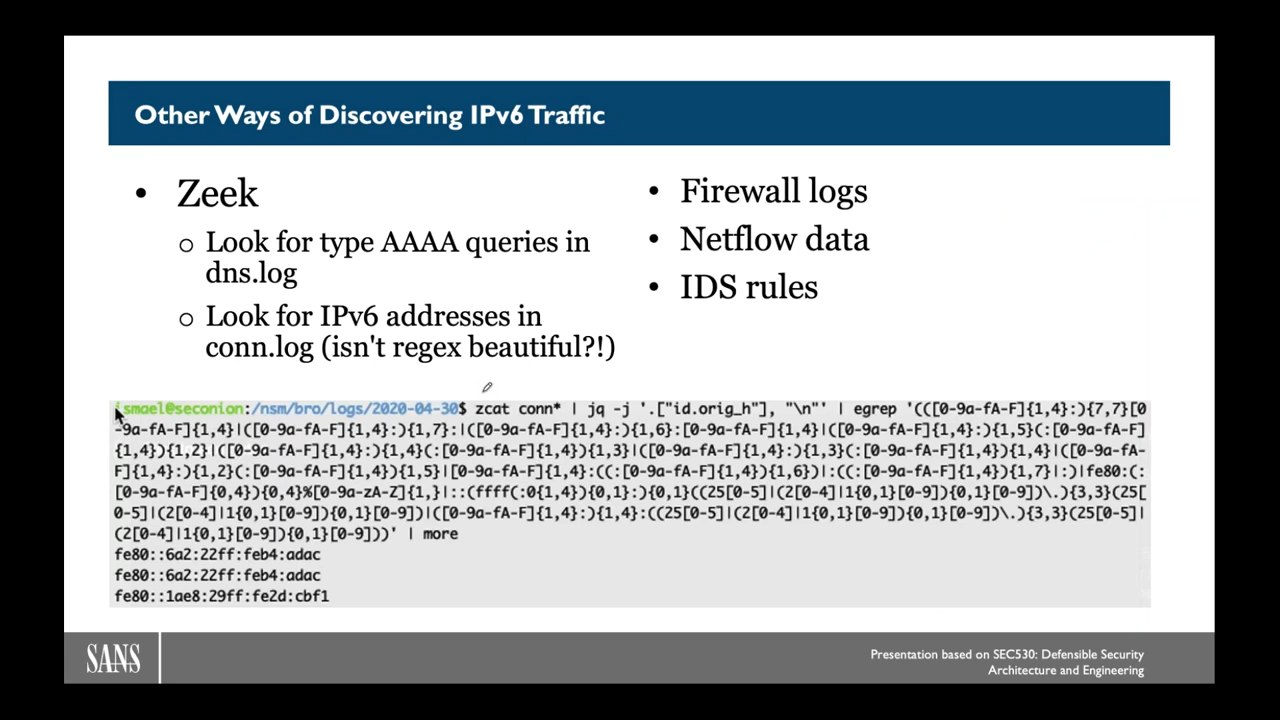 Other Ways of Discovering IPv6 Traffic
• Zeek
o Look for type AAAA queries in
dns.log
o Look for IPv6 addresses in
conn.log (isn't regex beautiful?!)
• Firewall logs
• Netflow data
• IDS rules
ismael@seconion:/nsm/bro/logs/2020-04-30$ zcat conn* | jq -j '.["id.orig_h"], "\n"' | egrep '(([0-9a-fA-F]{1,4}:){7,7}[0
-9a-fA-F]{1,4}|([0-9a-fA-F]{1,4}:){1,7}:|([0-9a-fA-F]{1,4}:){1,6}:[0-9a-fA-F]{1,4}|([0-9a-fA-F]{1,4}:){1,5}(:[0-9a-fA-F]
{1,4}){1,2}|([0-9a-fA-F]{1,4}:){1,4}(:[0-9a-fA-F]{1,4}){1,3}|([0-9a-fA-F]{1,4}:){1,3}(:[0-9a-fA-F]{1,4}){1,4}|([0-9a-fA-
F]{1,4}:){1,2}(:[0-9a-fA-F]{1,4}){1,5}|[0-9a-fA-F]{1,4}:((:[0-9a-fA-F]{1,4}){1,6})|:((:[0-9a-fA-F]{1,4}){1,7}|:)|fe80:(:
[0-9a-fA-F]{0,4}){0,4}%[0-9a-zA-Z]{1,}|::(ffff(:0{1,4}){0,1}:){0,1}((25[0-5]|(2[0-4]|1{0,1}[0-9]){0,1}[0-9])\.){3,3}(25[
0-5]|(2[0-4]|1{0,1}[0-9]){0,1}[0-9])|([0-9a-fA-F]{1,4}:){1,4}:((25[0-5]|(2[0-4]|1{0,1}[0-9]){0,1}[0-9])\.){3,3}(25[0-5]|
(2[0-4]|1{0,1}[0-9]){0,1}[0-9]))' | more
fe80::6a2:22ff:feb4:adac
fe80::6a2:22ff:feb4:adac
fe80::1ae8:29ff:fe2d:cbf1
SANS
Presentation based on SEC530: Defensible Security
Architecture and Engineering